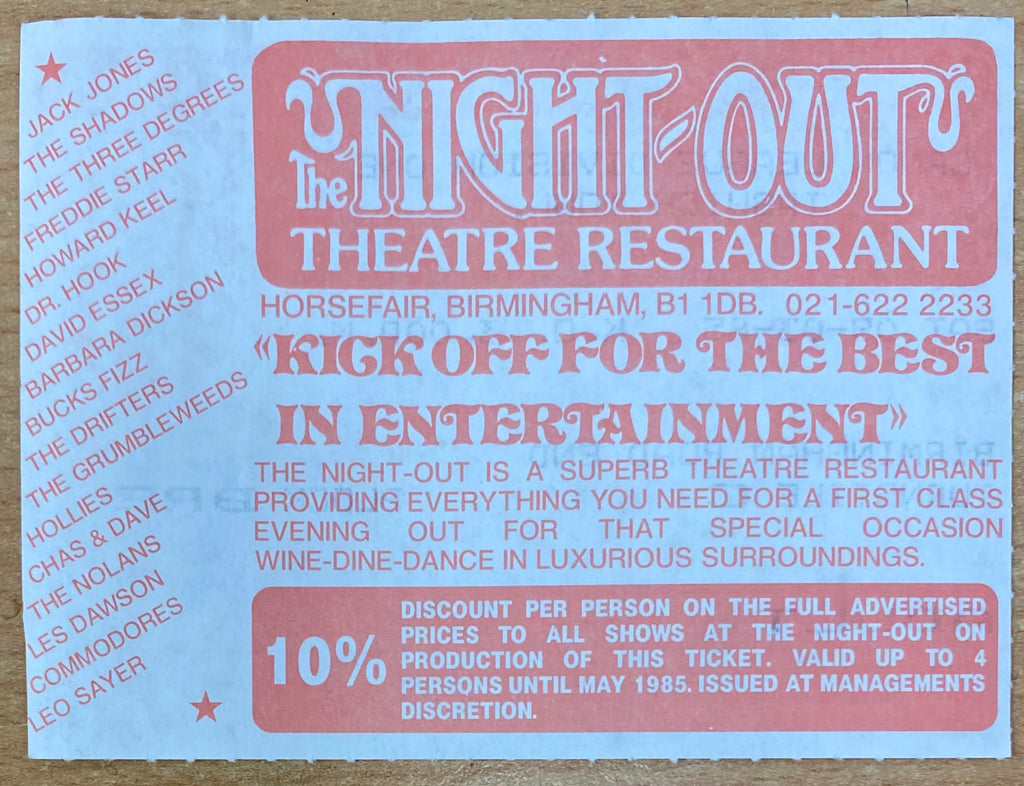 JACK JONES
THE SHADOWS
THE THREE DEGREES
FREDDIE STARR
HOWARD KEEL
DR. HOOK
DAVID ESSEX
BARBARA DICKSON
BUCKS FIZZ
THE DRIFTERS
THE GRUMBLEWEEDS
HOLLIES
CHAS & DAVE
THE NOLANS
LES DAWSON
COMMODORES
LEO SAYER
The NIGHT-OUT
THEATRE RESTAURANT
HORSEFAIR, BIRMINGHAM, B1 1DB. 021-622 2233
“KICK OFF FOR THE BEST
IN ENTERTAINMENT”
THE NIGHT-OUT IS A SUPERB THEATRE RESTAURANT
PROVIDING EVERYTHING YOU NEED FOR A FIRST CLASS
EVENING OUT FOR THAT SPECIAL OCCASION
WINE-DINE-DANCE IN LUXURIOUS SURROUNDINGS.
10%
DISCOUNT PER PERSON ON THE FULL ADVERTISED
PRICES TO ALL SHOWS AT THE NIGHT-OUT ON
PRODUCTION OF THIS TICKET. VALID UP TO 4
PERSONS UNTIL MAY 1985. ISSUED AT MANAGEMENTS
DISCRETION.